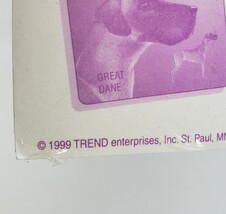 GREAT
DANE
© 1999 TREND enterprises, Inc. St. Paul, MN